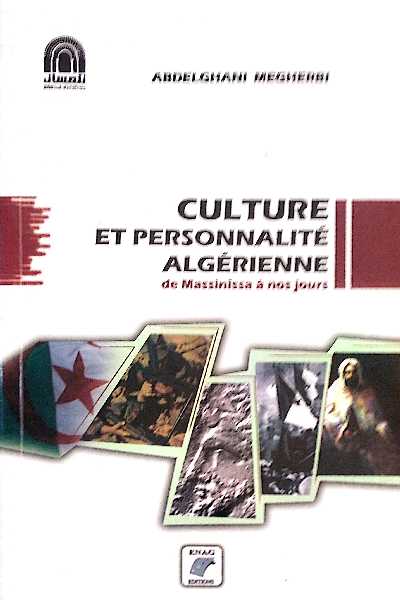 ABDELGHANI MEGHERBI
CULTURE
ET PERSONNALITÉ
ALGÉRIENNE
de Massinissa à nos jours
ENAG
EDITIONS